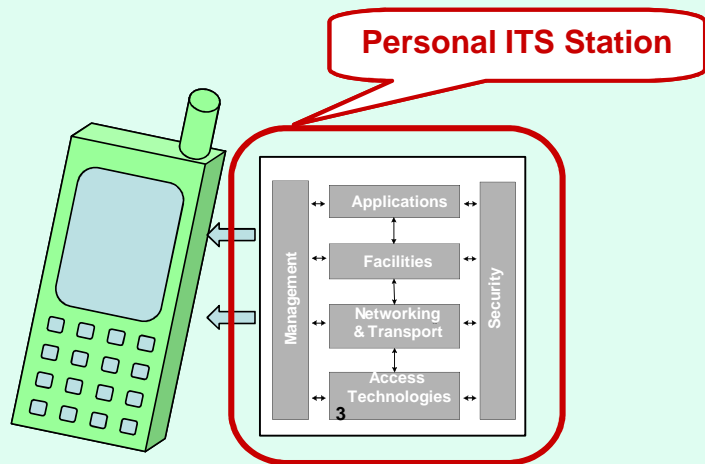 Personal ITS Station
Applications
Facilities
Networking
& Transport
Access
Technologies
3
Management
Security